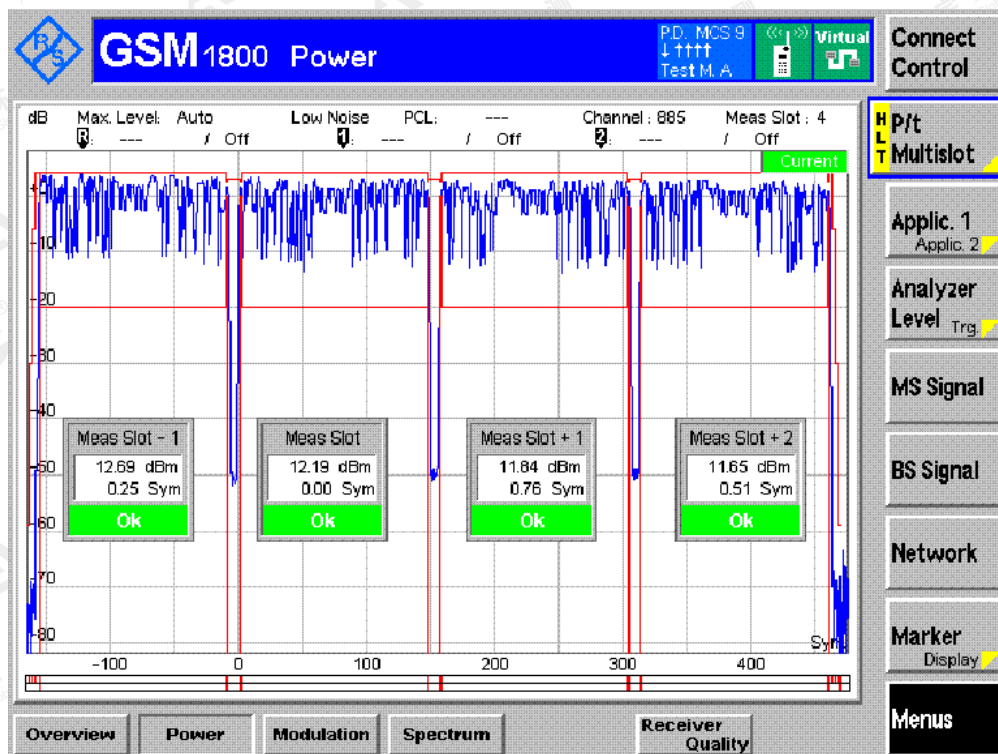 R/S
GSM 1800 Power
P.D. MCS 9
↓ ↑↑↑↑
Test M. A
Virtual
Connect
Control
dB Max. Level: Auto Low Noise PCL: --- Channel : 885 Meas Slot : 4
R: --- / Off 1: --- / Off 2: --- / Off
Current
HLT
P/t
Multislot
Applic. 1
Applic. 2
Analyzer
Level Trg.
MS Signal
BS Signal
Network
Marker
Display
Menus
-10
-20
-30
-40
-50
-60
-70
-80
Meas Slot - 1
12.69 dBm
0.25 Sym
Ok
Meas Slot
12.19 dBm
0.00 Sym
Ok
Meas Slot + 1
11.84 dBm
0.76 Sym
Ok
Meas Slot + 2
11.65 dBm
0.51 Sym
Ok
-100 0 100 200 300 400
Overview Power Modulation Spectrum Receiver
Quality